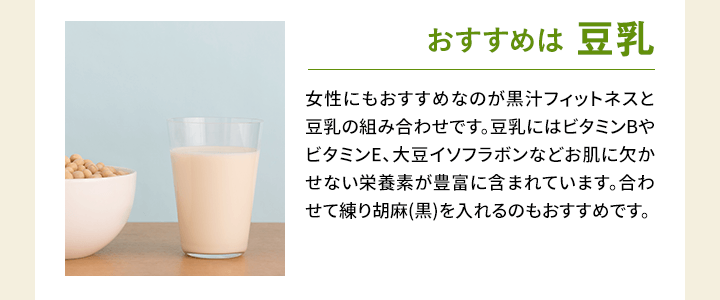 おすすめは 豆乳
女性にもおすすめなのが黒汁フィットネスと
豆乳の組み合わせです。豆乳にはビタミンBや
ビタミンE、大豆イソフラボンなどお肌に欠か
せない栄養素が豊富に含まれています。合わ
せて練り胡麻(黒)を入れるのもおすすめです。